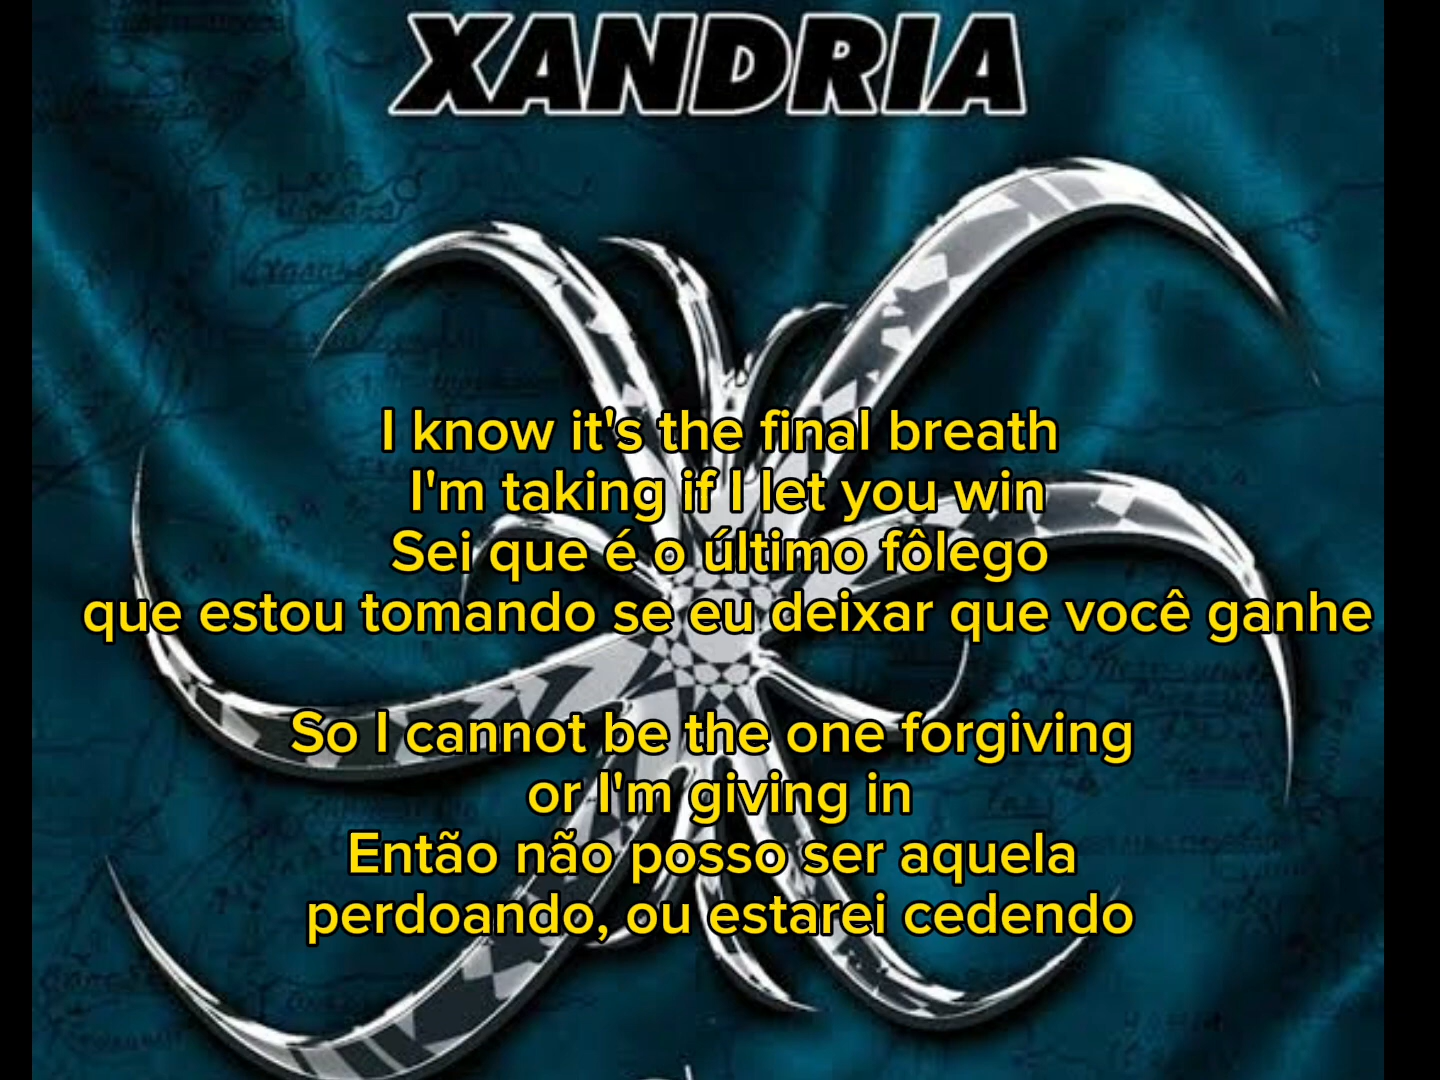 XANDRIA
I know it's the final breath
I'm taking if I let you win
Sei que é o último fôlego
que estou tomando se eu deixar que você ganhe
So I cannot be the one forgiving
or I'm giving in
Então não posso ser aquela
perdoando, ou estarei cedendo